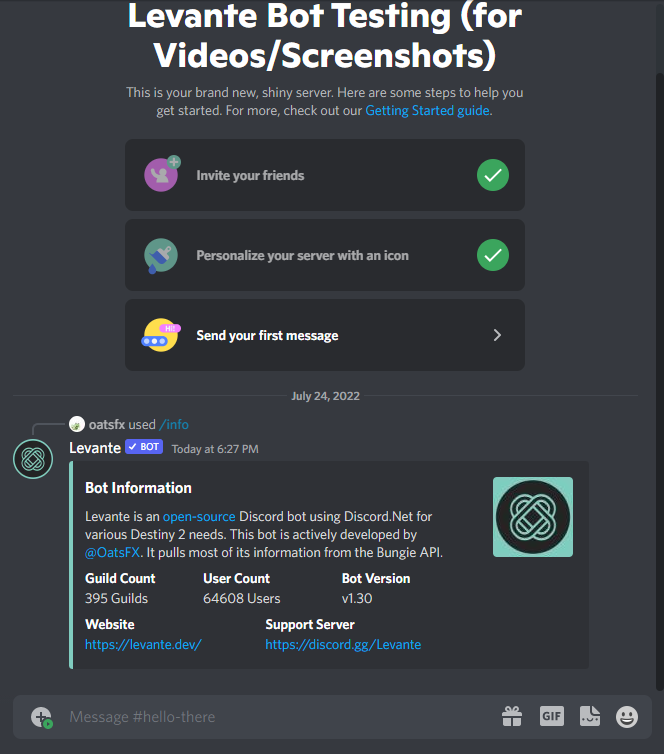 Levante Bot Testing (for
Videos/Screenshots)
This is your brand new, shiny server. Here are some steps to help you
get started. For more, check out our Getting Started guide.
Invite your friends
Personalize your server with an icon
Hi!
Send your first message
July 24, 2022
oatsfx used /info
Levante ✓ BOT Today at 6:27 PM
Bot Information
Levante is an open-source Discord bot using Discord.Net for
various Destiny 2 needs. This bot is actively developed by
@OatsFX. It pulls most of its information from the Bungie API.
Guild Count User Count Bot Version
395 Guilds 64608 Users v1.30
Website Support Server
https://levante.dev/ https://discord.gg/Levante
Message #hello-there GIF